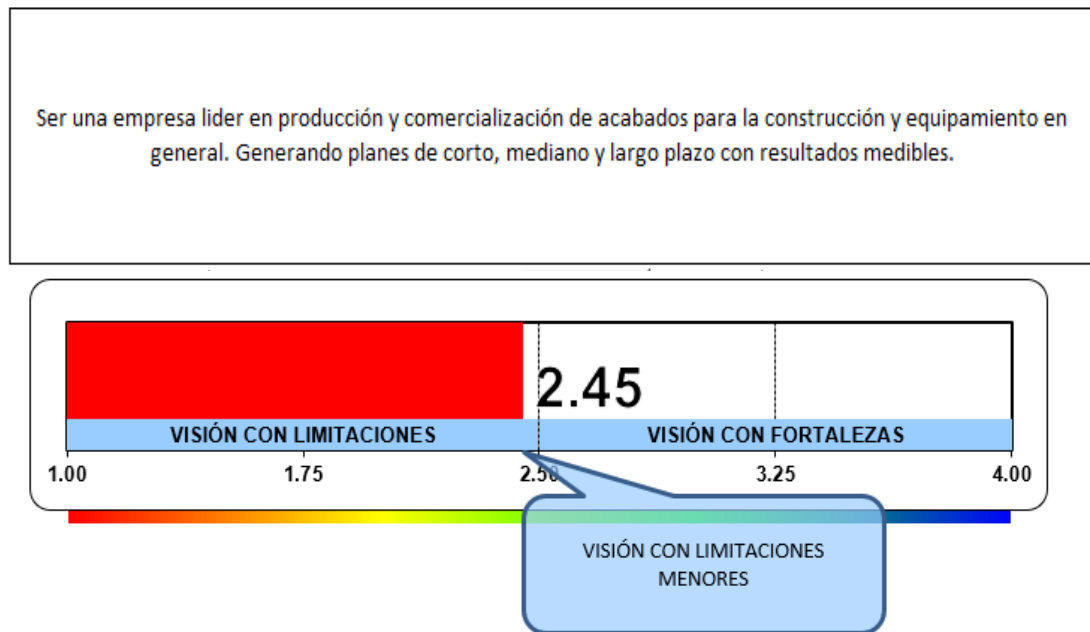 Ser una empresa lider en producción y comercialización de acabados para la construcción y equipamiento en
general. Generando planes de corto, mediano y largo plazo con resultados medibles.
2.45
VISIÓN CON LIMITACIONES VISIÓN CON FORTALEZAS
1.00 1.75 2.50 3.25 4.00
VISIÓN CON LIMITACIONES
MENORES